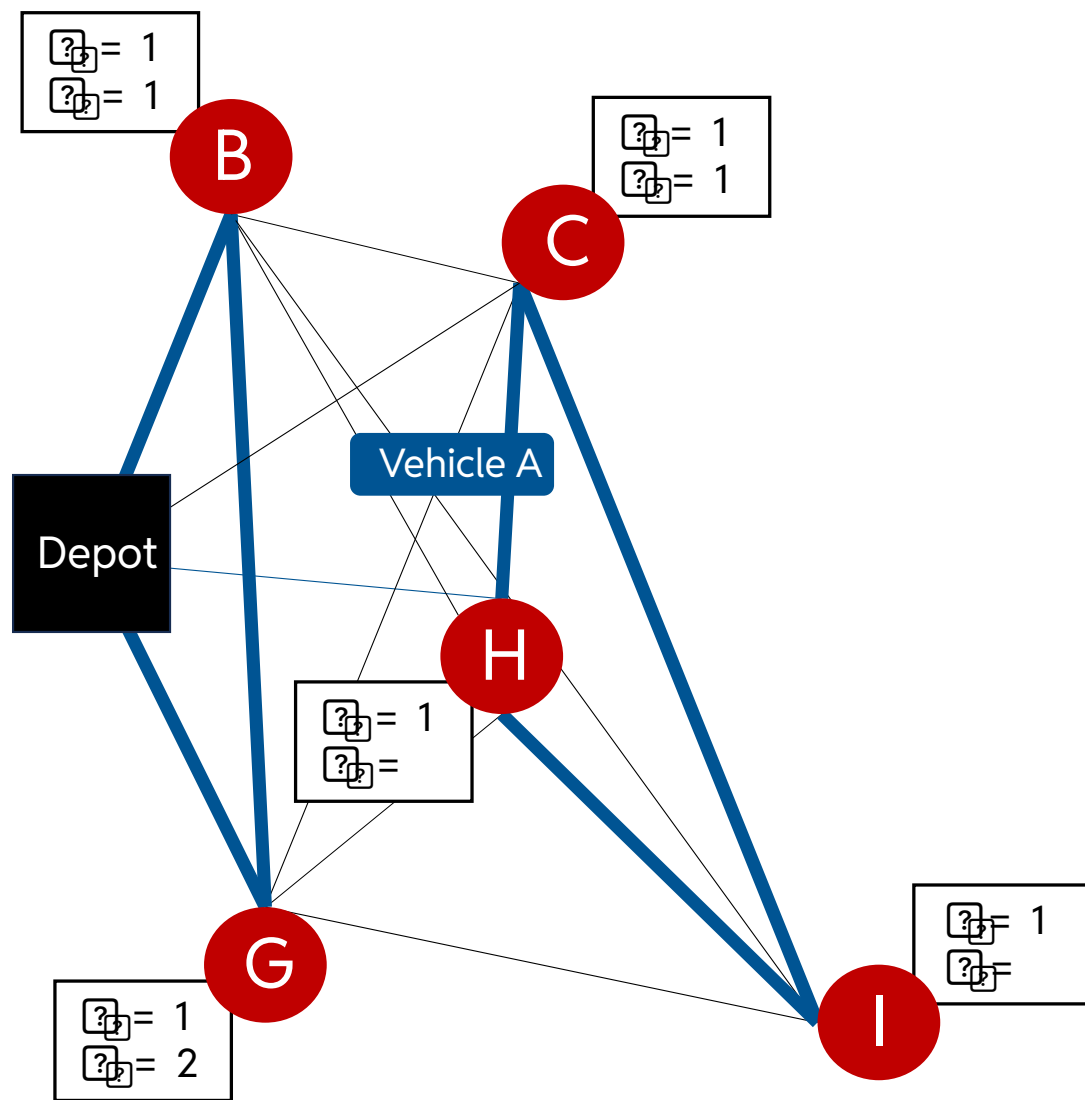 = 1
= 1
B
= 1
= 1
C
Vehicle A
Depot
H
= 1
=
G
= 1
= 2
= 1
=
I